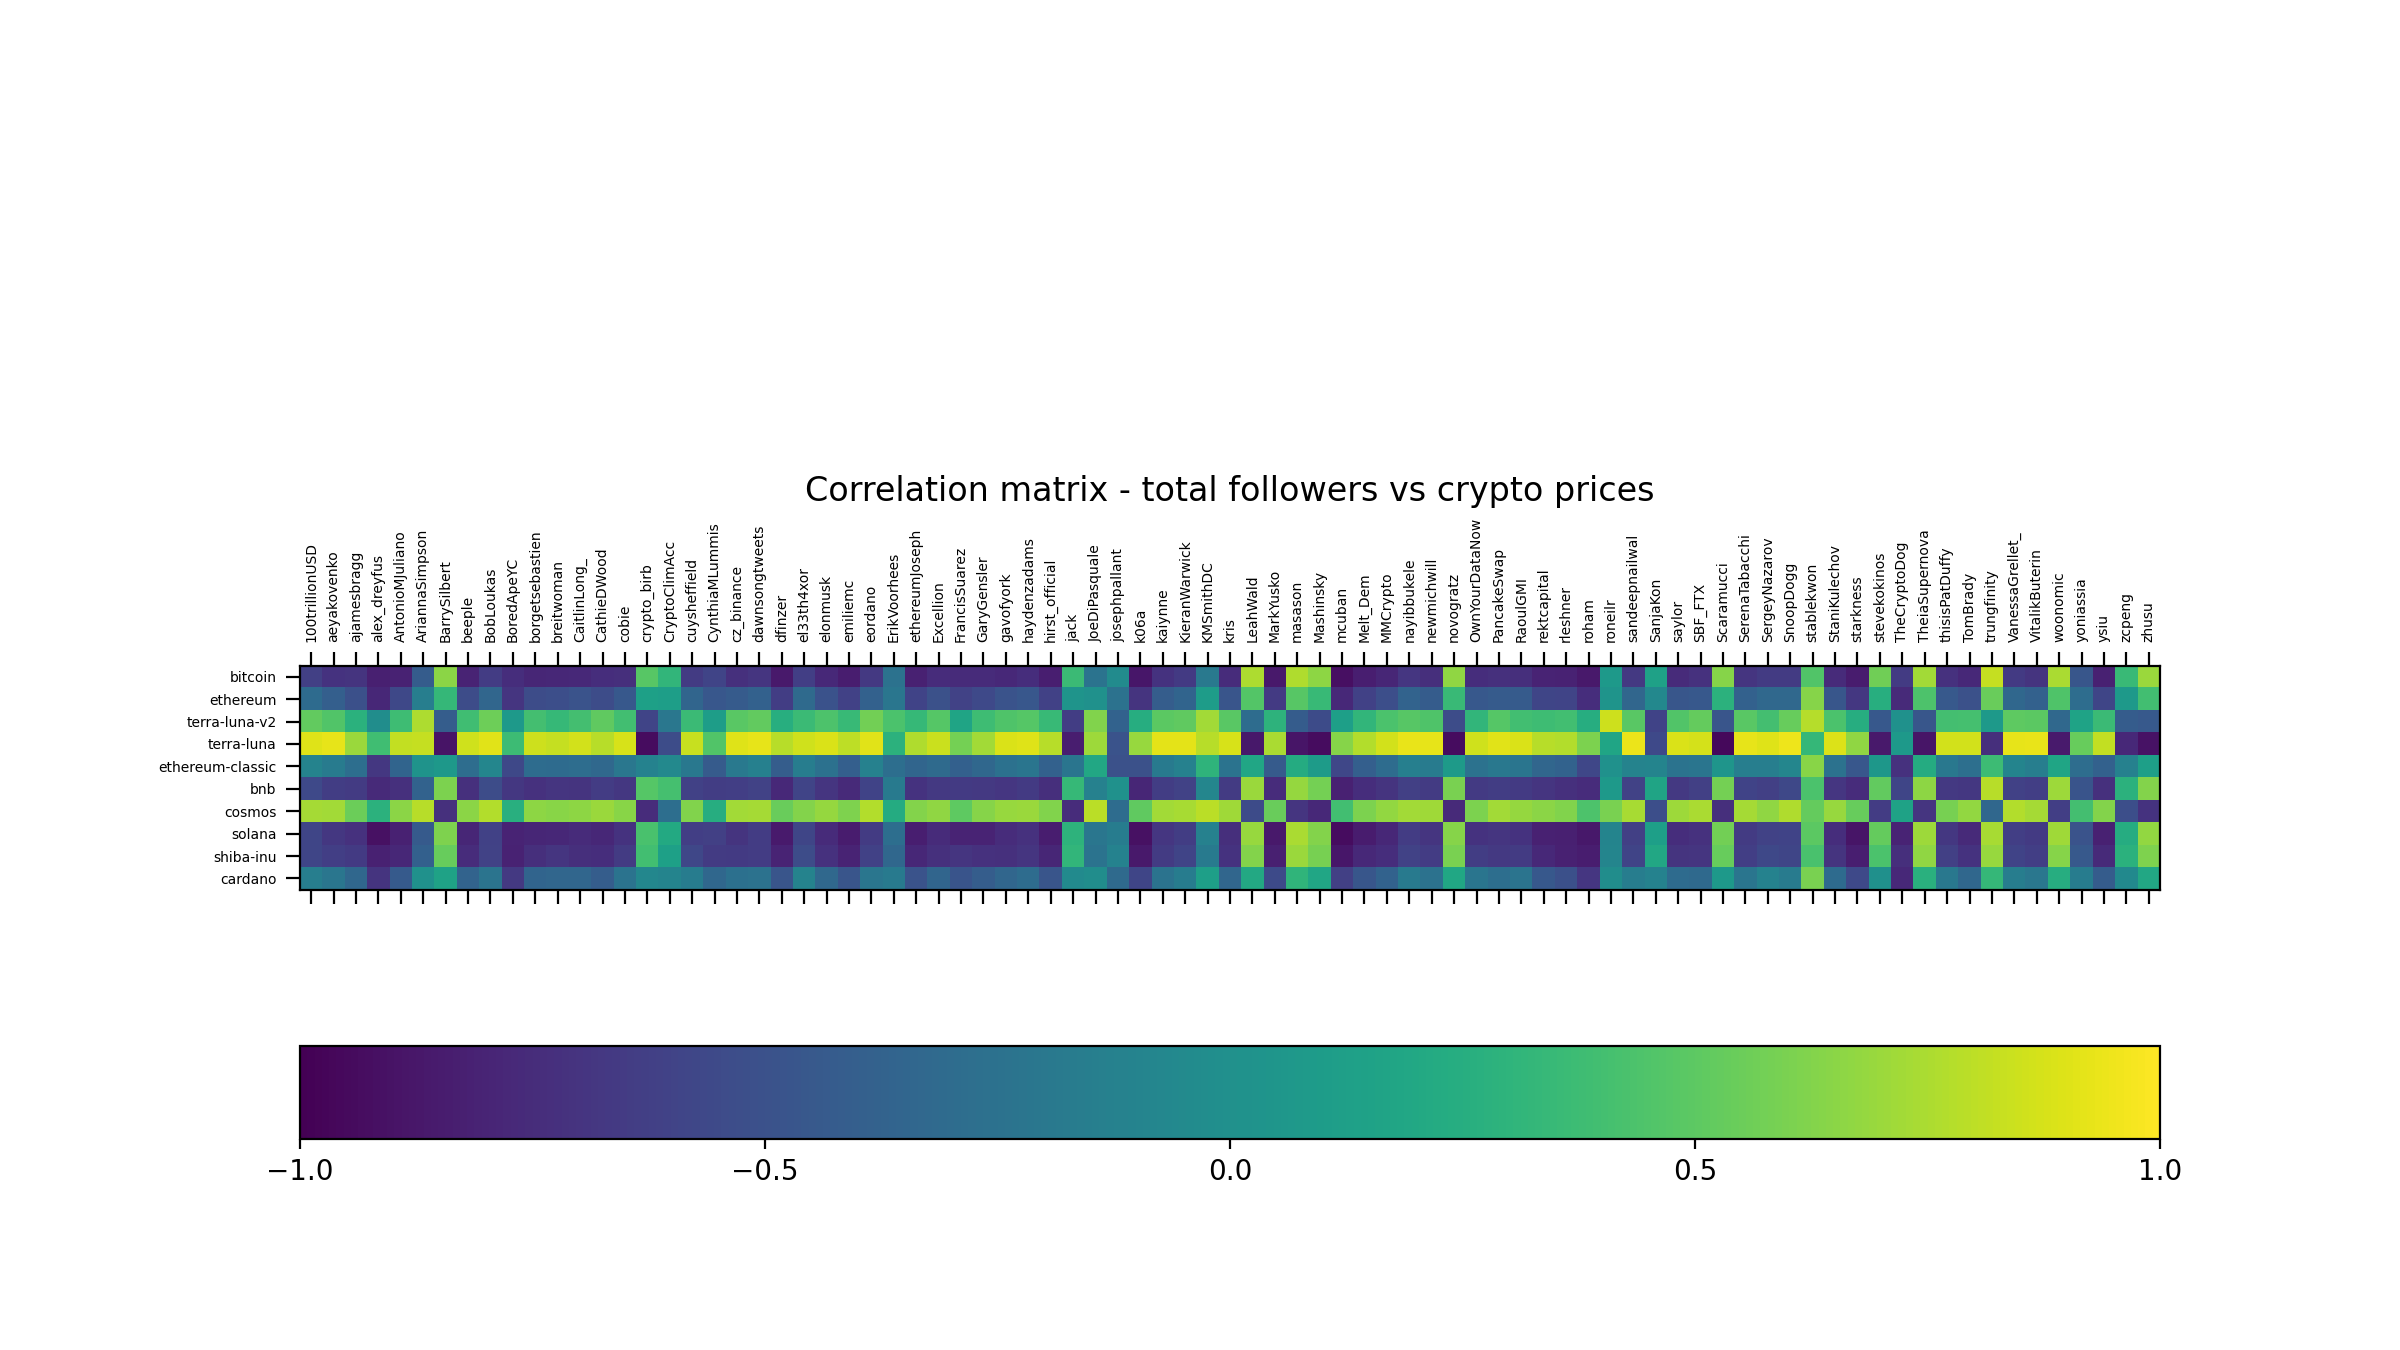 Correlation matrix - total followers vs crypto prices
100trillionUSD
aeyakovenko
ajamesbragg
alex_dreyfus
AntonioMJuliano
AriannaSimpson
BarrySilbert
beeple
BobLoukas
BoredApeYC
borgetsebastien
breitwoman
CaitlinLong_
CathieDWood
cobie
crypto_birb
CryptoClimAcc
cuysheffield
CynthiaMLummis
cz_binance
dawnsongtweets
dfinzer
el33th4xor
elonmusk
emiliemc
eordano
ErikVoorhees
ethereumJoseph
Excellion
FrancisSuarez
GaryGensler
gavofyork
haydenzadams
hirst_official
jack
JoeDiPasquale
josephpallant
k06a
kaiynne
KieranWarwick
KMSmithDC
kris
LeahWald
MarkYusko
masason
Mashinsky
mcuban
Melt_Dem
MMCrypto
nayibbukele
newmichwill
novogratz
OwnYourDataNow
PancakeSwap
RaoulGMI
rektcapital
rleshner
roham
roneilr
sandeepnailwal
SanjaKon
saylor
SBF_FTX
Scaramucci
SerenaTabacchi
SergeyNazarov
SnoopDogg
stablekwon
StaniKulechov
starkness
stevekokinos
TheCryptoDog
TheiaSupernova
thisisPatDuffy
TomBrady
trungfinity
VanessaGrellet_
VitalikButerin
woonomic
yoniassia
ysiu
zcpeng
zhusu
bitcoin
ethereum
terra-luna-v2
terra-luna
ethereum-classic
bnb
cosmos
solana
shiba-inu
cardano
−1.0
−0.5
0.0
0.5
1.0